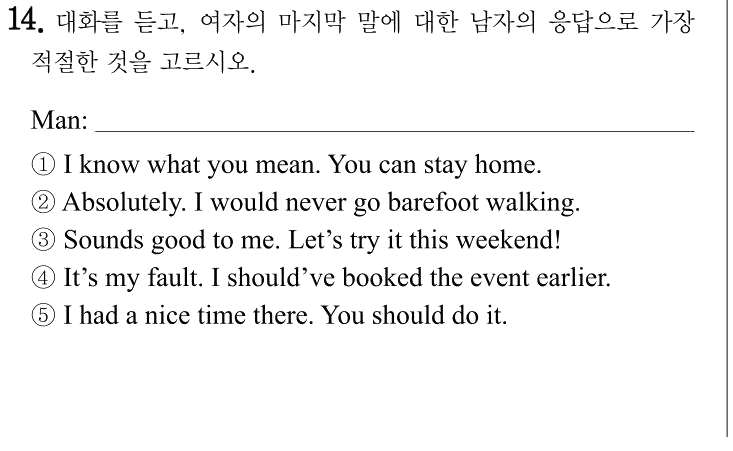 14. 대화를 듣고, 여자의 마지막 말에 대한 남자의 응답으로 가장
적절한 것을 고르시오.
Man: ____________________
① I know what you mean. You can stay home.
② Absolutely. I would never go barefoot walking.
③ Sounds good to me. Let’s try it this weekend!
④ It’s my fault. I should’ve booked the event earlier.
⑤ I had a nice time there. You should do it.